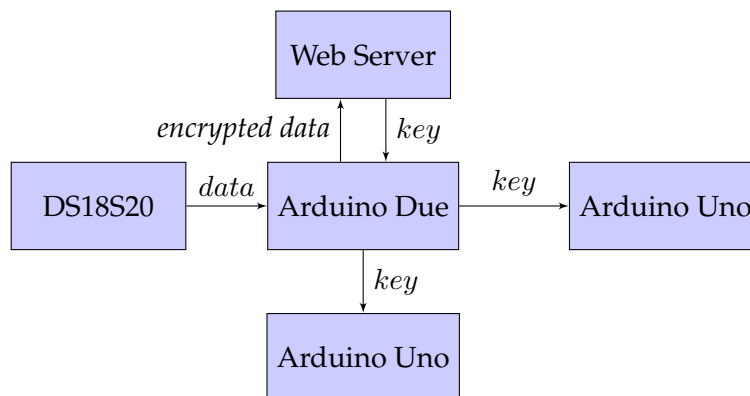 Web Server
encrypted data
key
DS18S20
data
Arduino Due
key
Arduino Uno
key
Arduino Uno